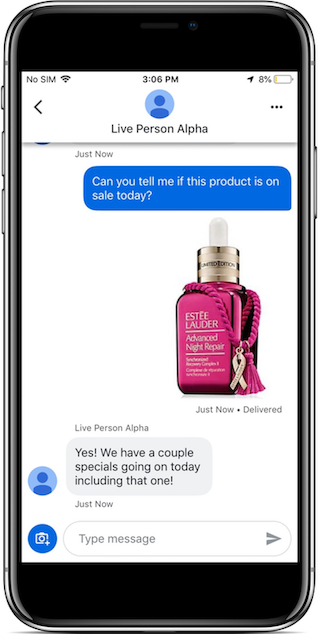 No SIM 3:06 PM 8%
Live Person Alpha
Just Now
Can you tell me if this product is on
sale today?
LIMITED EDITION
ESTĒE
LAUDER
Advanced
Night Repair
Synchronized
Recovery Complex II
Complexe de réparation
synchronisée II
Just Now • Delivered
Live Person Alpha
Yes! We have a couple
specials going on today
including that one!
Just Now
Type message